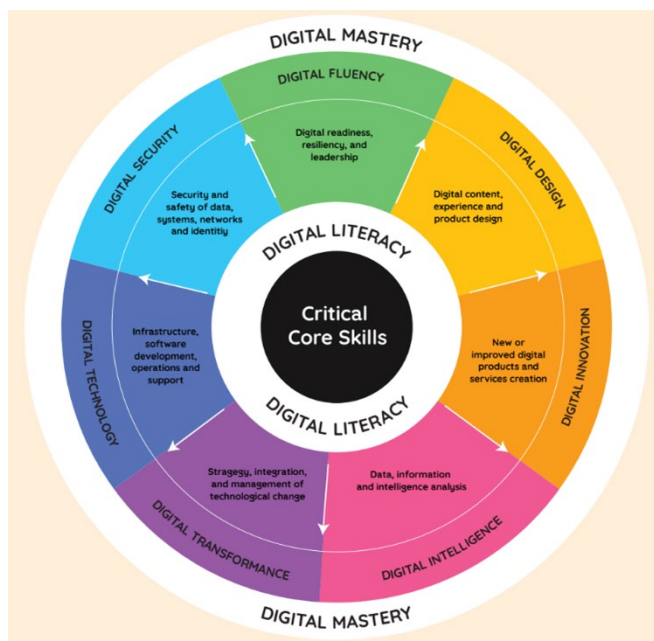 DIGITAL MASTERY
DIGITAL FLUENCY
Digital readiness,
resiliency, and
leadership
DIGITAL DESIGN
Digital content,
experience and
product design
DIGITAL INNOVATION
New or
improved digital
products and
services creation
DIGITAL INTELLIGENCE
Data, information
and intelligence analysis
DIGITAL TRANSFORMANCE
Stragegy, integration,
and management of
technological change
DIGITAL TECHNOLOGY
Infrastructure,
software
development,
operations and
support
DIGITAL SECURITY
Security and
safety of data,
systems, networks
and identitiy
DIGITAL LITERACY
Critical
Core Skills
DIGITAL LITERACY
DIGITAL MASTERY